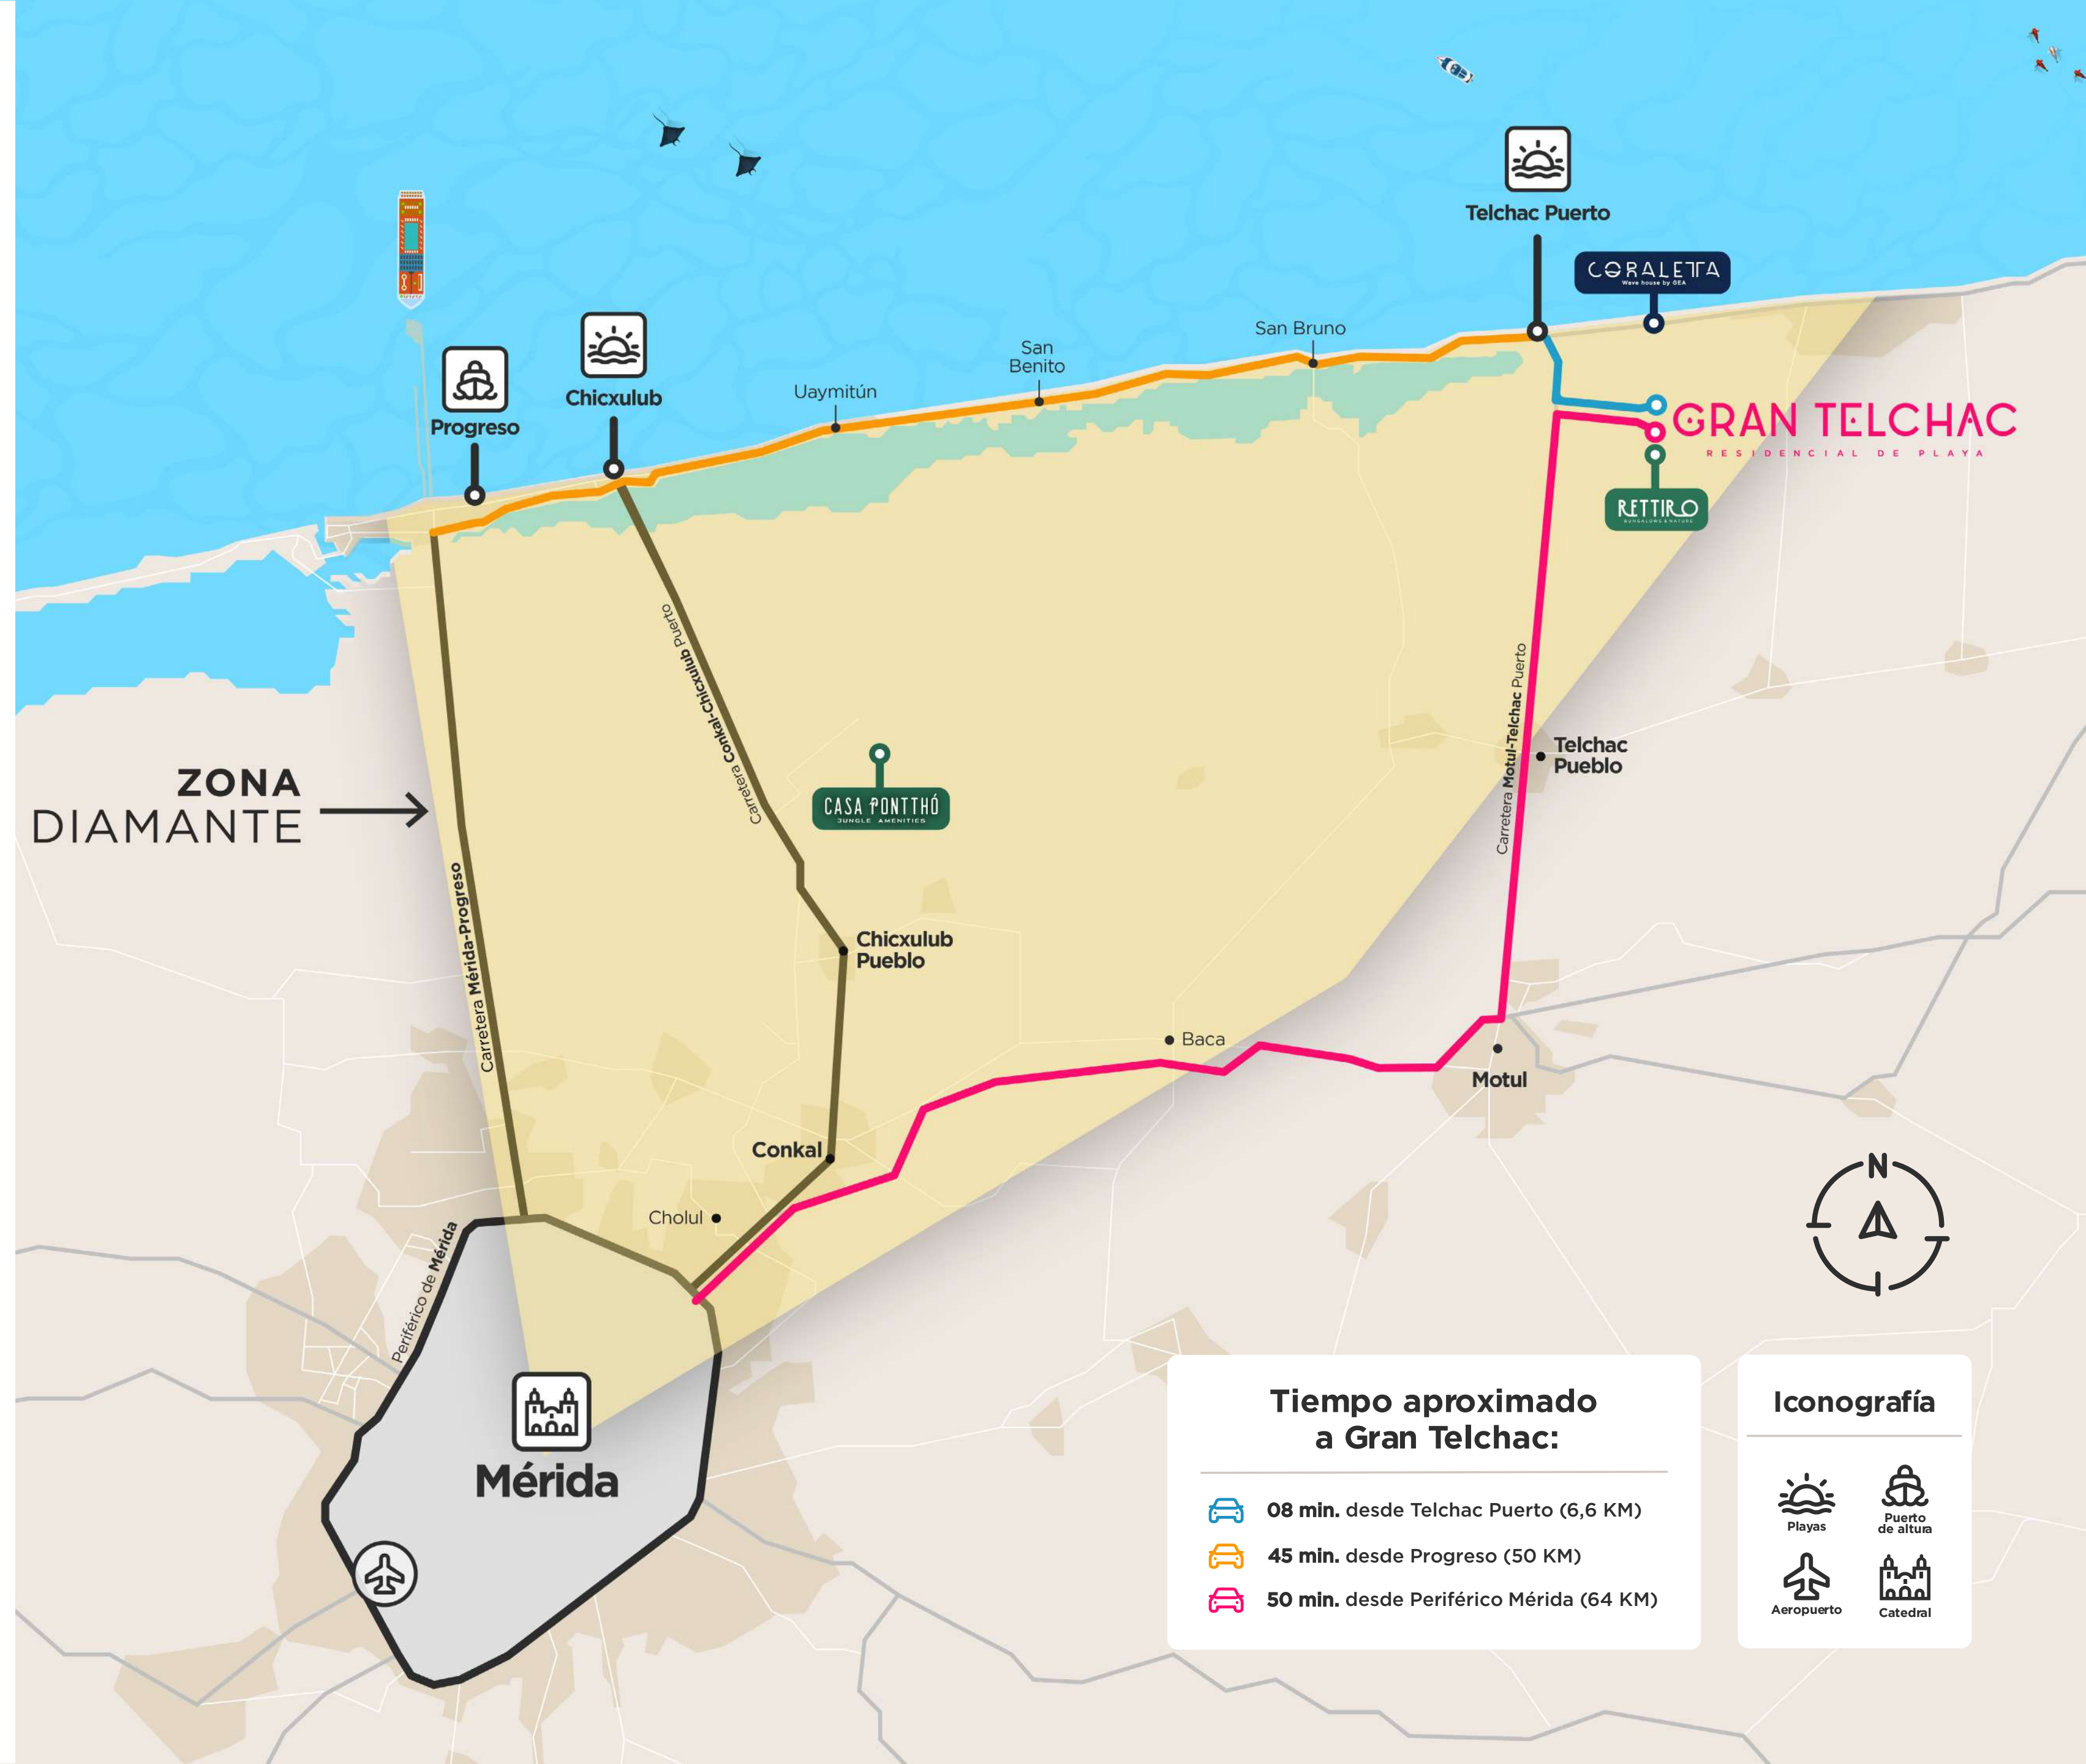 Telchac Puerto
CORALETTA
Wave house by GEA
Progreso
Chicxulub
Uaymitún
San
Benito
San Bruno
GRAN TELCHAC
RESIDENCIAL DE PLAYA
RETTIRO
BUNGALOWS & NATURE
Carretera Conkal-Chicxulub Puerto
Carretera Motul-Telchac Puerto
Telchac
Pueblo
ZONA
DIAMANTE
CASA PONTTHÓ
JUNGLE AMENITIES
Carretera Mérida-Progreso
Chicxulub
Pueblo
Baca
Motul
Conkal
Cholul
Periférico de Mérida
N
Mérida
Tiempo aproximado
a Gran Telchac:
08 min. desde Telchac Puerto (6,6 KM)
45 min. desde Progreso (50 KM)
50 min. desde Periférico Mérida (64 KM)
Iconografía
Playas
Puerto
de altura
Aeropuerto
Catedral